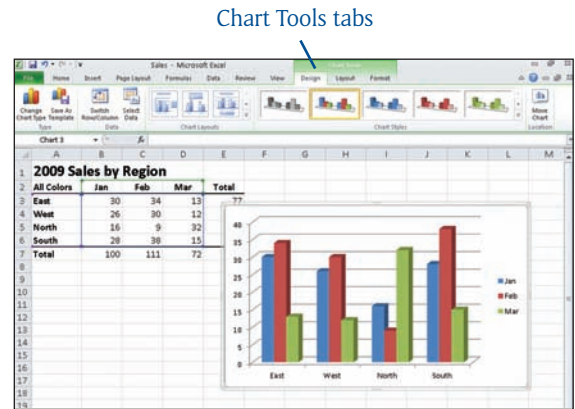 Chart Tools tabs
Sales - Microsoft Excel
File Home Insert Page Layout Formulas Data Review View Design Layout Format
Change Chart Type Save As Template Switch Row/Column Select Data Move Chart
Type Data Chart Layouts Chart Styles Location
Chart 3 fx
A B C D E F G H I J K L M
1 2009 Sales by Region
2 All Colors Jan Feb Mar Total
3 East 30 34 13 77
4 West 26 30 12
5 North 16 9 32
6 South 28 38 15
7 Total 100 111 72
8
9
10
11
12
13
14
15
16
17
18
19
40
35
30
25
20
15
10
5
0
East West North South
Jan
Feb
Mar